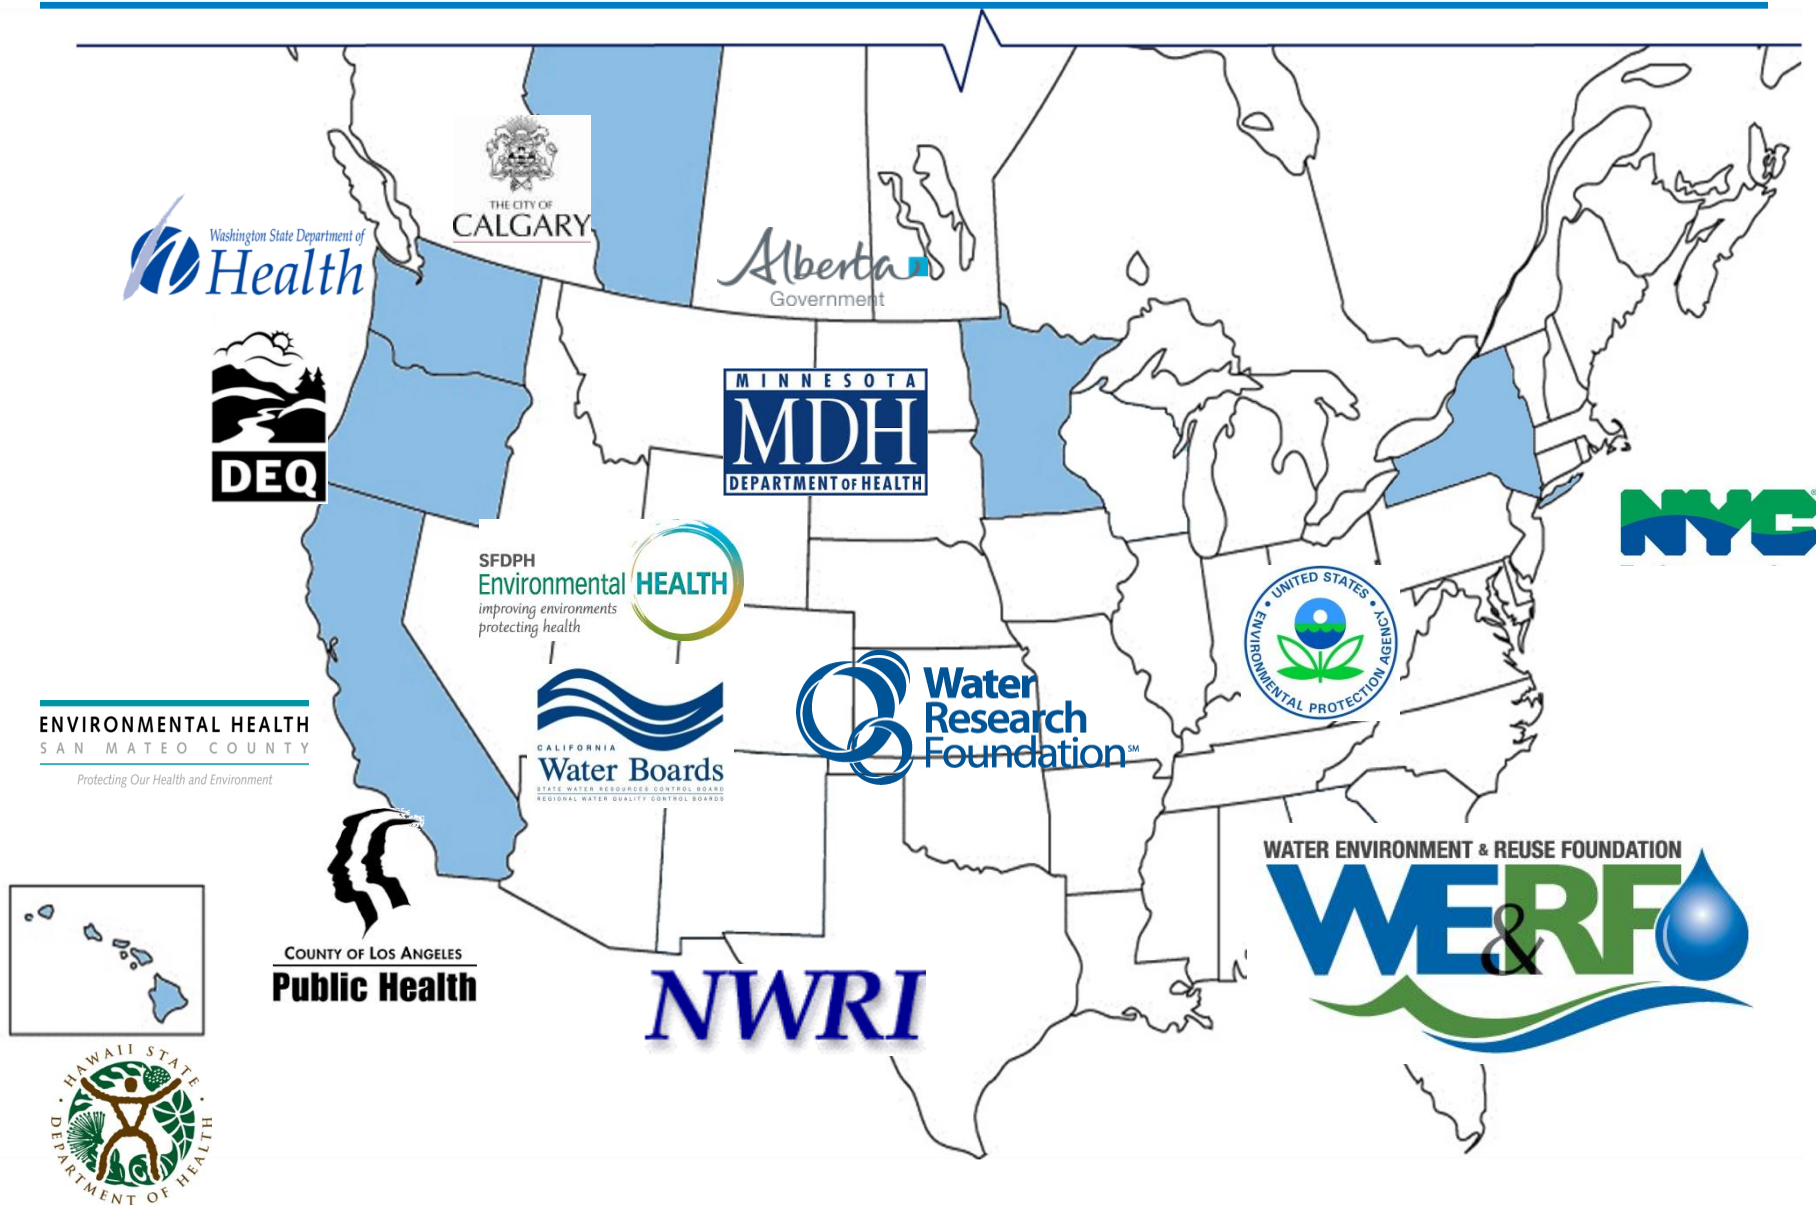 THE CITY OF
CALGARY
Washington State Department of
Health
Alberta
Government
DEQ
MINNESOTA
MDH
DEPARTMENT OF HEALTH
NYC
SFDPH
Environmental HEALTH
improving environments
protecting health
UNITED STATES
ENVIRONMENTAL PROTECTION AGENCY
ENVIRONMENTAL HEALTH
SAN MATEO COUNTY
Protecting Our Health and Environment
CALIFORNIA
Water Boards
STATE WATER RESOURCES CONTROL BOARD
REGIONAL WATER QUALITY CONTROL BOARDS
Water
Research
Foundation SM
WATER ENVIRONMENT & REUSE FOUNDATION
WE&RF
COUNTY OF LOS ANGELES
Public Health
NWRI
HAWAII STATE
DEPARTMENT OF HEALTH